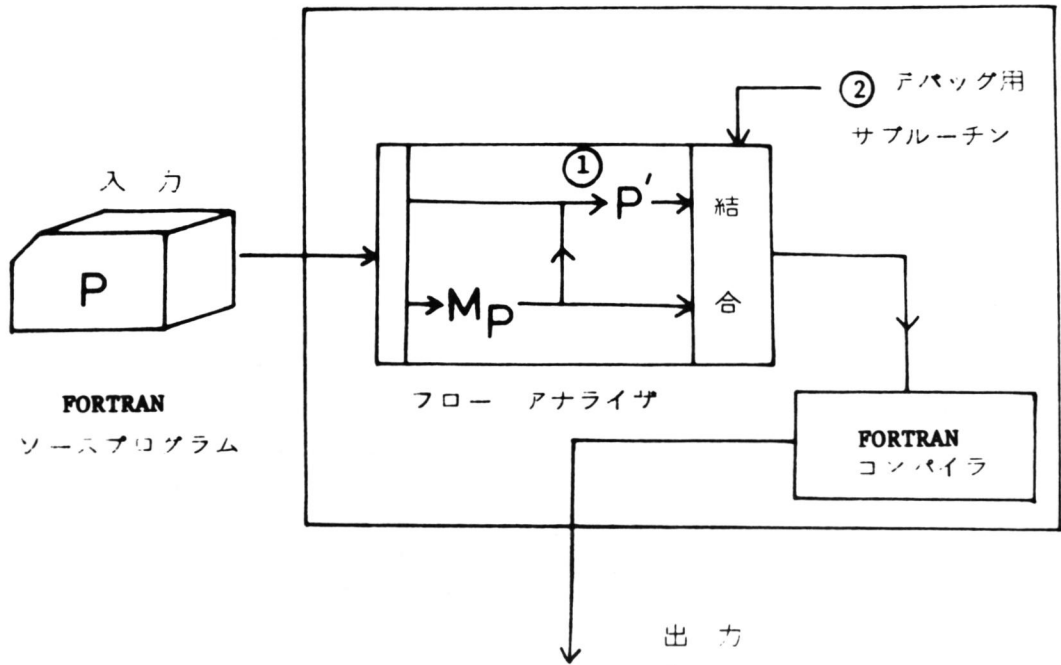 ② デバッグ用
サブルーチン
入力
①
P'
結
合
P
M_P
フロー アナライザ
FORTRAN
ソースプログラム
FORTRAN
コンパイラ
出力